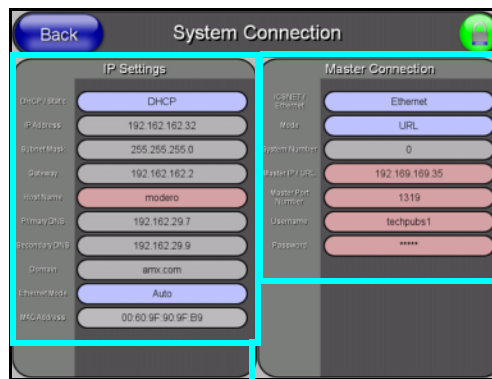 Back
System Connection
IP Settings
DHCP / Static
DHCP
IP Address
192.162.162.32
Subnet Mask
255.255.255.0
Gateway
192.162.162.2
Host Name
modero
Primary DNS
192.162.29.7
Secondary DNS
192.162.29.9
Domain
amx.com
Ethernet Mode
Auto
MAC Address
00:60:9F:90:9F:B9
Master Connection
ICSNET / Ethernet
Ethernet
Mode
URL
System Number
0
Master IP / URL
192.169.169.35
Master Port Number
1319
Username
techpubs1
Password
*****